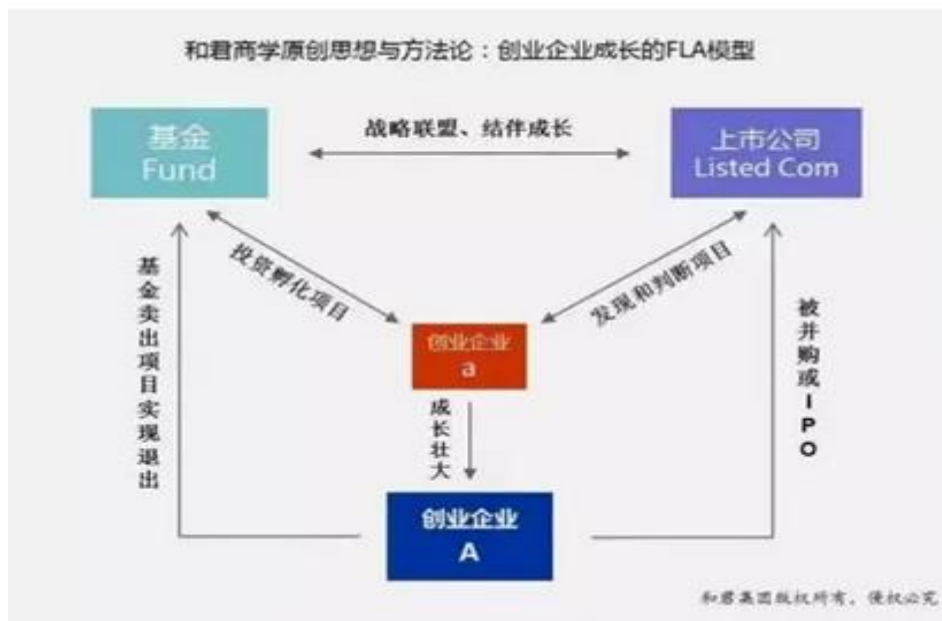 和君商学原创思想与方法论：创业企业成长的FLA模型
基金
Fund
战略联盟、结伴成长
上市公司
Listed Com
投资孵化项目
发现和判断项目
基金卖出项目实现退出
创业企业
a
被并购或IPO
成长壮大
创业企业
A
和君集团版权所有，侵权必究